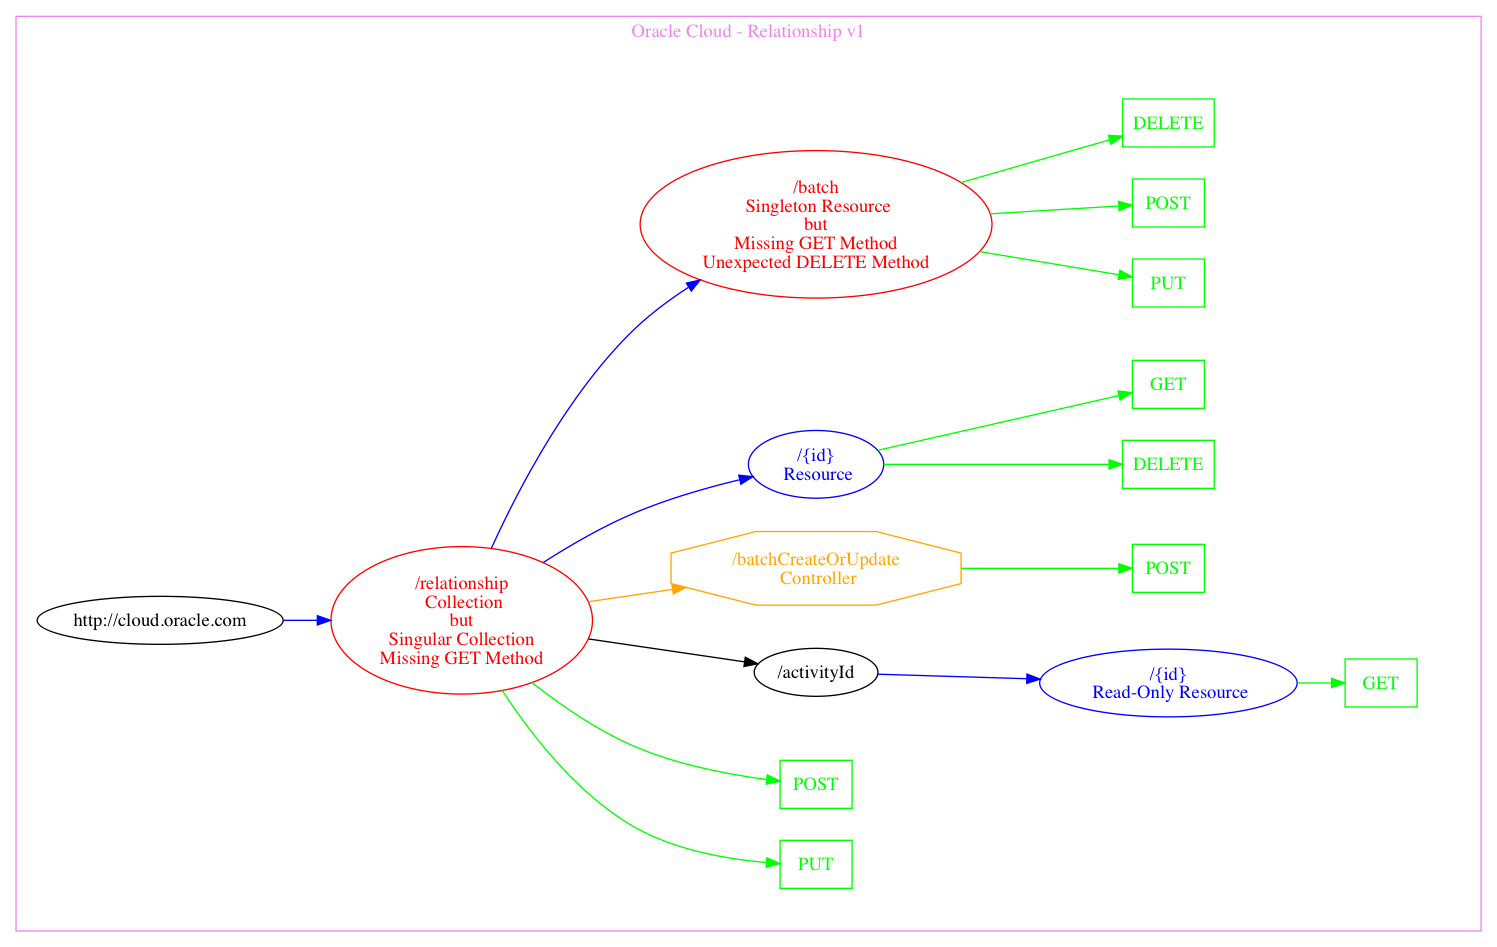 Oracle Cloud - Relationship v1
DELETE
/batch
Singleton Resource
but
Missing GET Method
Unexpected DELETE Method
POST
PUT
GET
/{id}
Resource
DELETE
/batchCreateOrUpdate
Controller
POST
http://cloud.oracle.com
/relationship
Collection
but
Singular Collection
Missing GET Method
/activityId
/{id}
Read-Only Resource
GET
POST
PUT